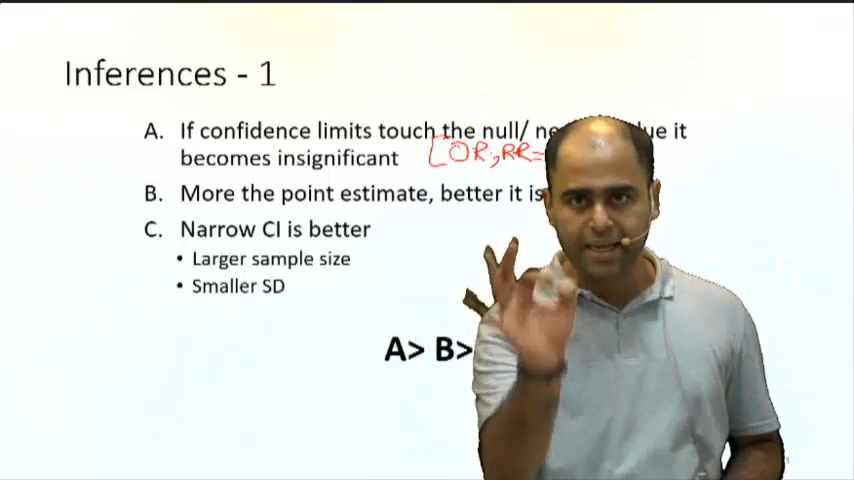 Inferences - 1
A. If confidence limits touch the null/ ue it
[OR, RR=
becomes insignificant
B. More the point estimate, better it is
C. Narrow CI is better
• Larger sample size
• Smaller SD
A> B>